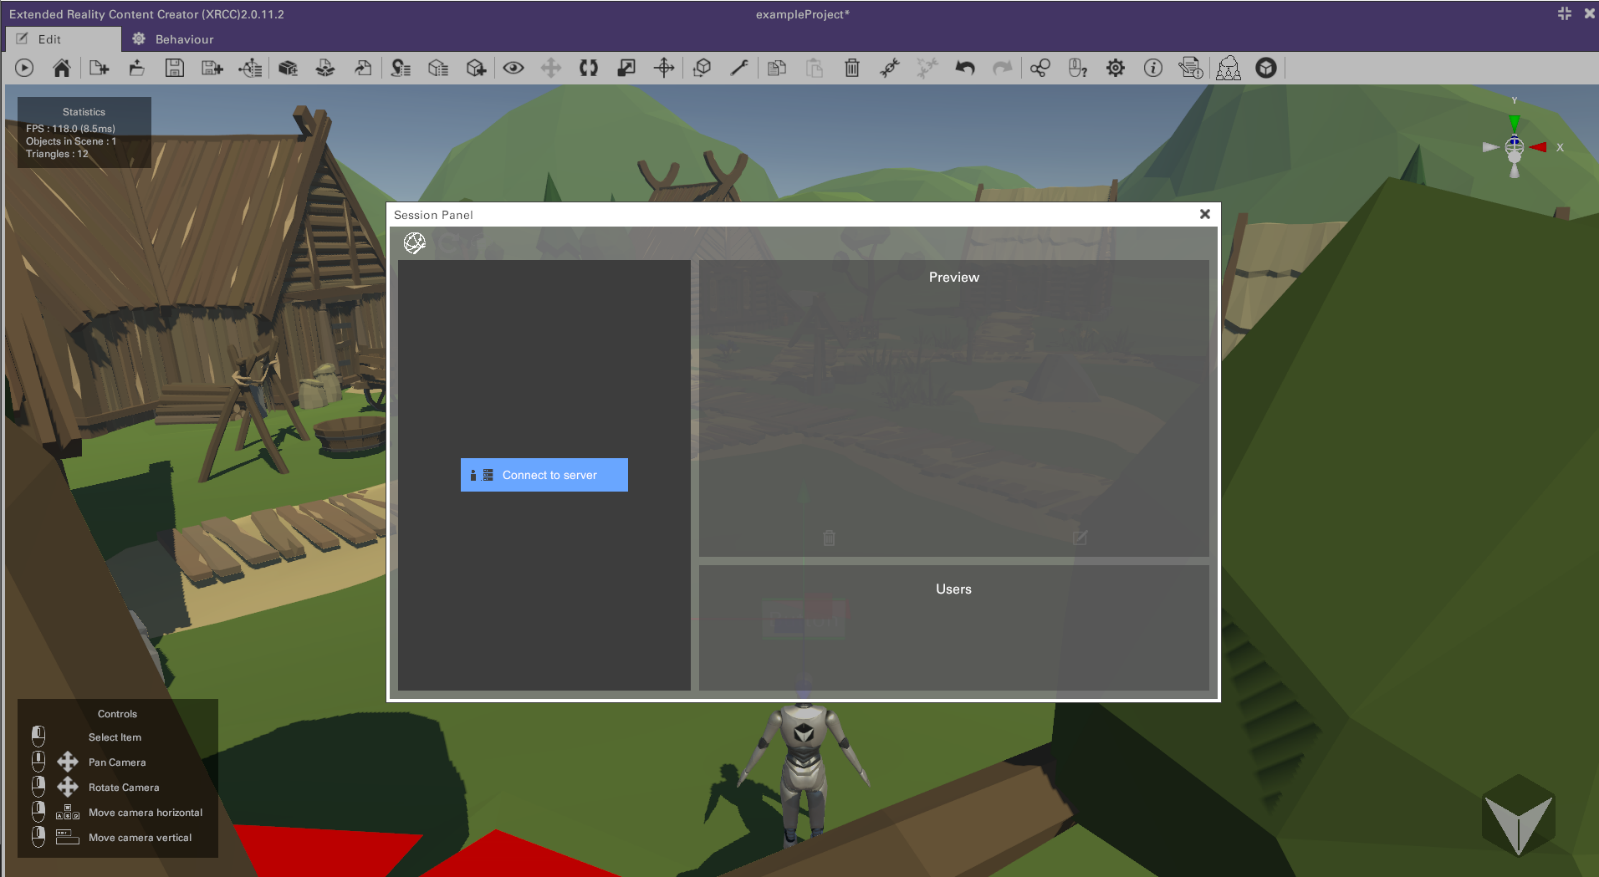 Extended Reality Content Creator (XRCC)2.0.11.2
exampleProject*
Edit
Behaviour
Statistics
FPS : 118.0 (8.5ms)
Objects in Scene : 1
Triangles : 12
Y
X
Session Panel
Preview
Connect to server
Users
Controls
Select Item
Pan Camera
Rotate Camera
Move camera horizontal
Move camera vertical